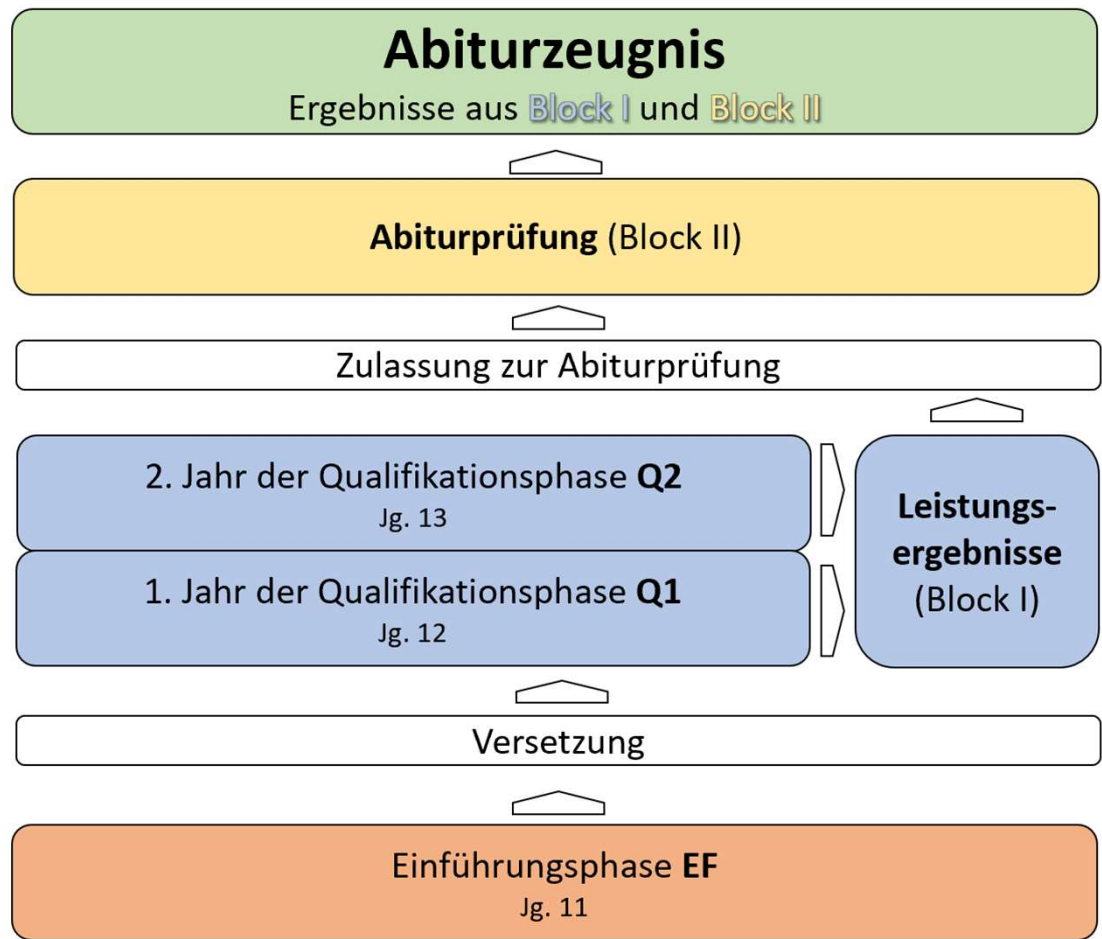 Abiturzeugnis
Ergebnisse aus Block I und Block II
Abiturprüfung (Block II)
Zulassung zur Abiturprüfung
2. Jahr der Qualifikationsphase Q2
Jg. 13
1. Jahr der Qualifikationsphase Q1
Jg. 12
Leistungs-
ergebnisse
(Block I)
Versetzung
Einführungsphase EF
Jg. 11